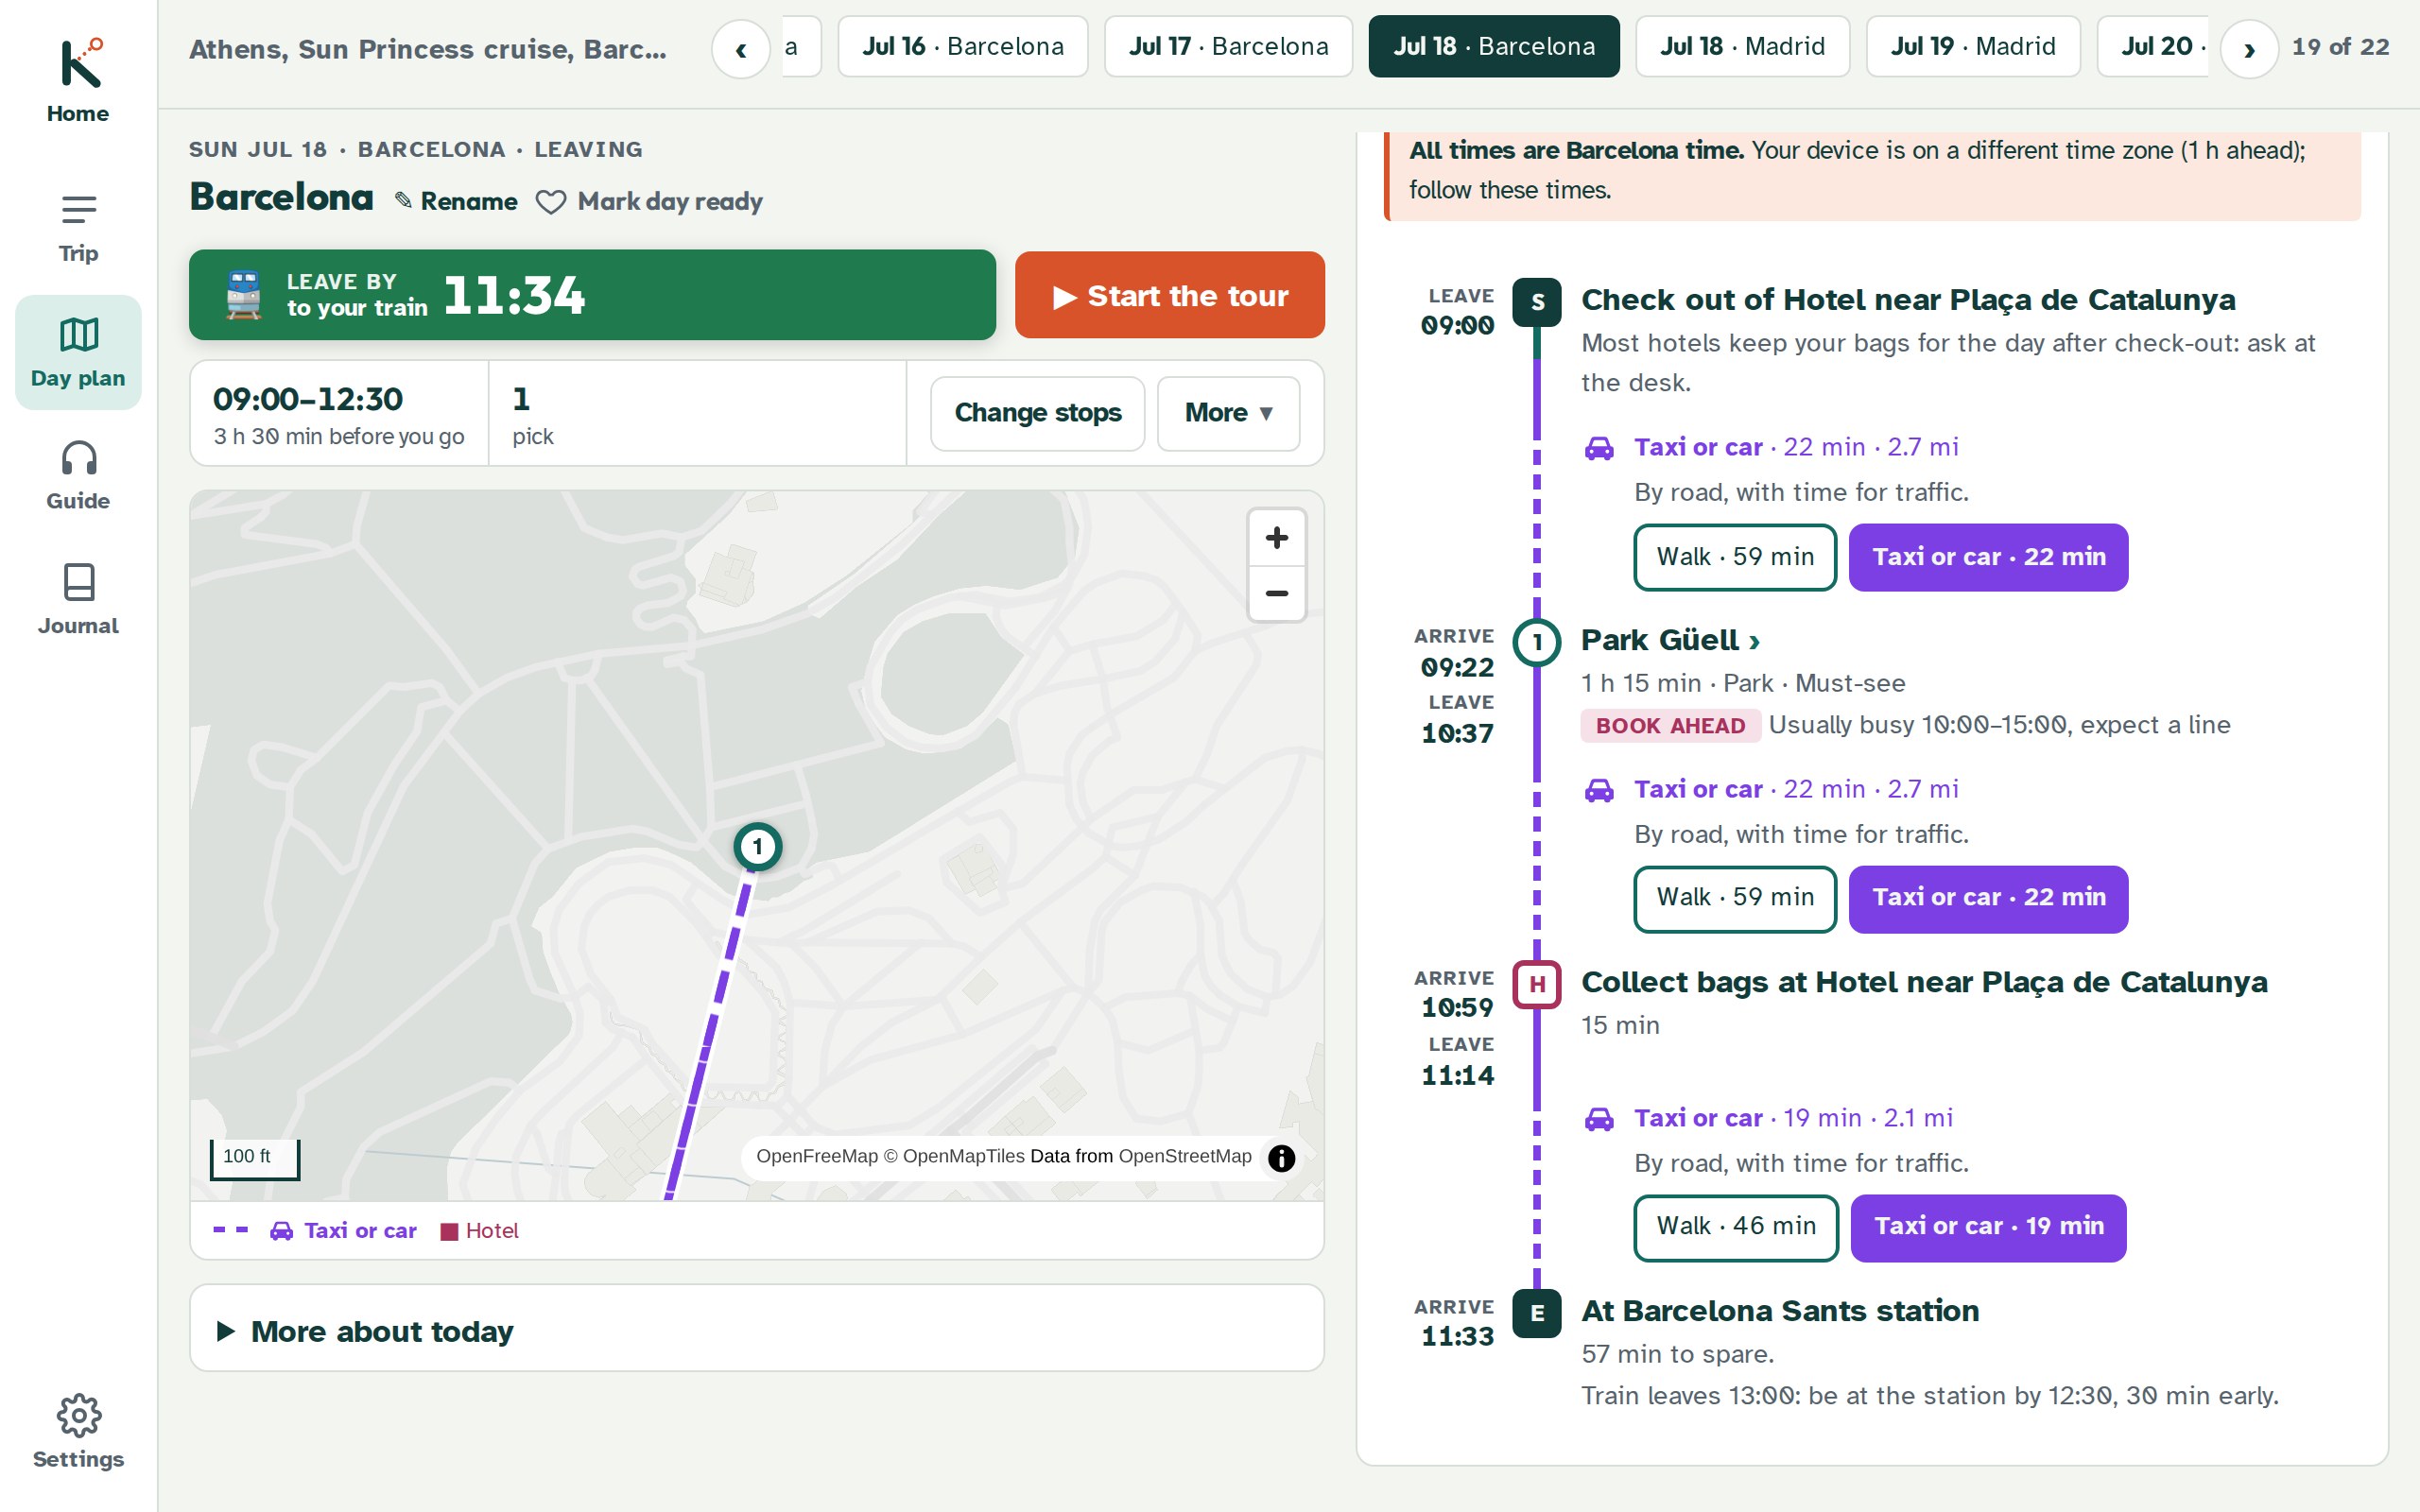 Home
Trip
Day plan
Guide
Journal
Settings
Athens, Sun Princess cruise, Barc...
‹
a
Jul 16 · Barcelona
Jul 17 · Barcelona
Jul 18 · Barcelona
Jul 18 · Madrid
Jul 19 · Madrid
Jul 20 ·
›
19 of 22
SUN JUL 18 · BARCELONA · LEAVING
Barcelona
✎ Rename
Mark day ready
LEAVE BY
to your train
11:34
▶ Start the tour
09:00–12:30
3 h 30 min before you go
1
pick
Change stops
More ▼
+
−
1
100 ft
OpenFreeMap © OpenMapTiles Data from OpenStreetMap
Taxi or car
Hotel
▶ More about today
All times are Barcelona time. Your device is on a different time zone (1 h ahead);
follow these times.
LEAVE
09:00
S
Check out of Hotel near Plaça de Catalunya
Most hotels keep your bags for the day after check-out: ask at
the desk.
Taxi or car · 22 min · 2.7 mi
By road, with time for traffic.
Walk · 59 min
Taxi or car · 22 min
ARRIVE
09:22
LEAVE
10:37
1
Park Güell ›
1 h 15 min · Park · Must-see
BOOK AHEAD Usually busy 10:00–15:00, expect a line
Taxi or car · 22 min · 2.7 mi
By road, with time for traffic.
Walk · 59 min
Taxi or car · 22 min
ARRIVE
10:59
LEAVE
11:14
H
Collect bags at Hotel near Plaça de Catalunya
15 min
Taxi or car · 19 min · 2.1 mi
By road, with time for traffic.
Walk · 46 min
Taxi or car · 19 min
ARRIVE
11:33
E
At Barcelona Sants station
57 min to spare.
Train leaves 13:00: be at the station by 12:30, 30 min early.